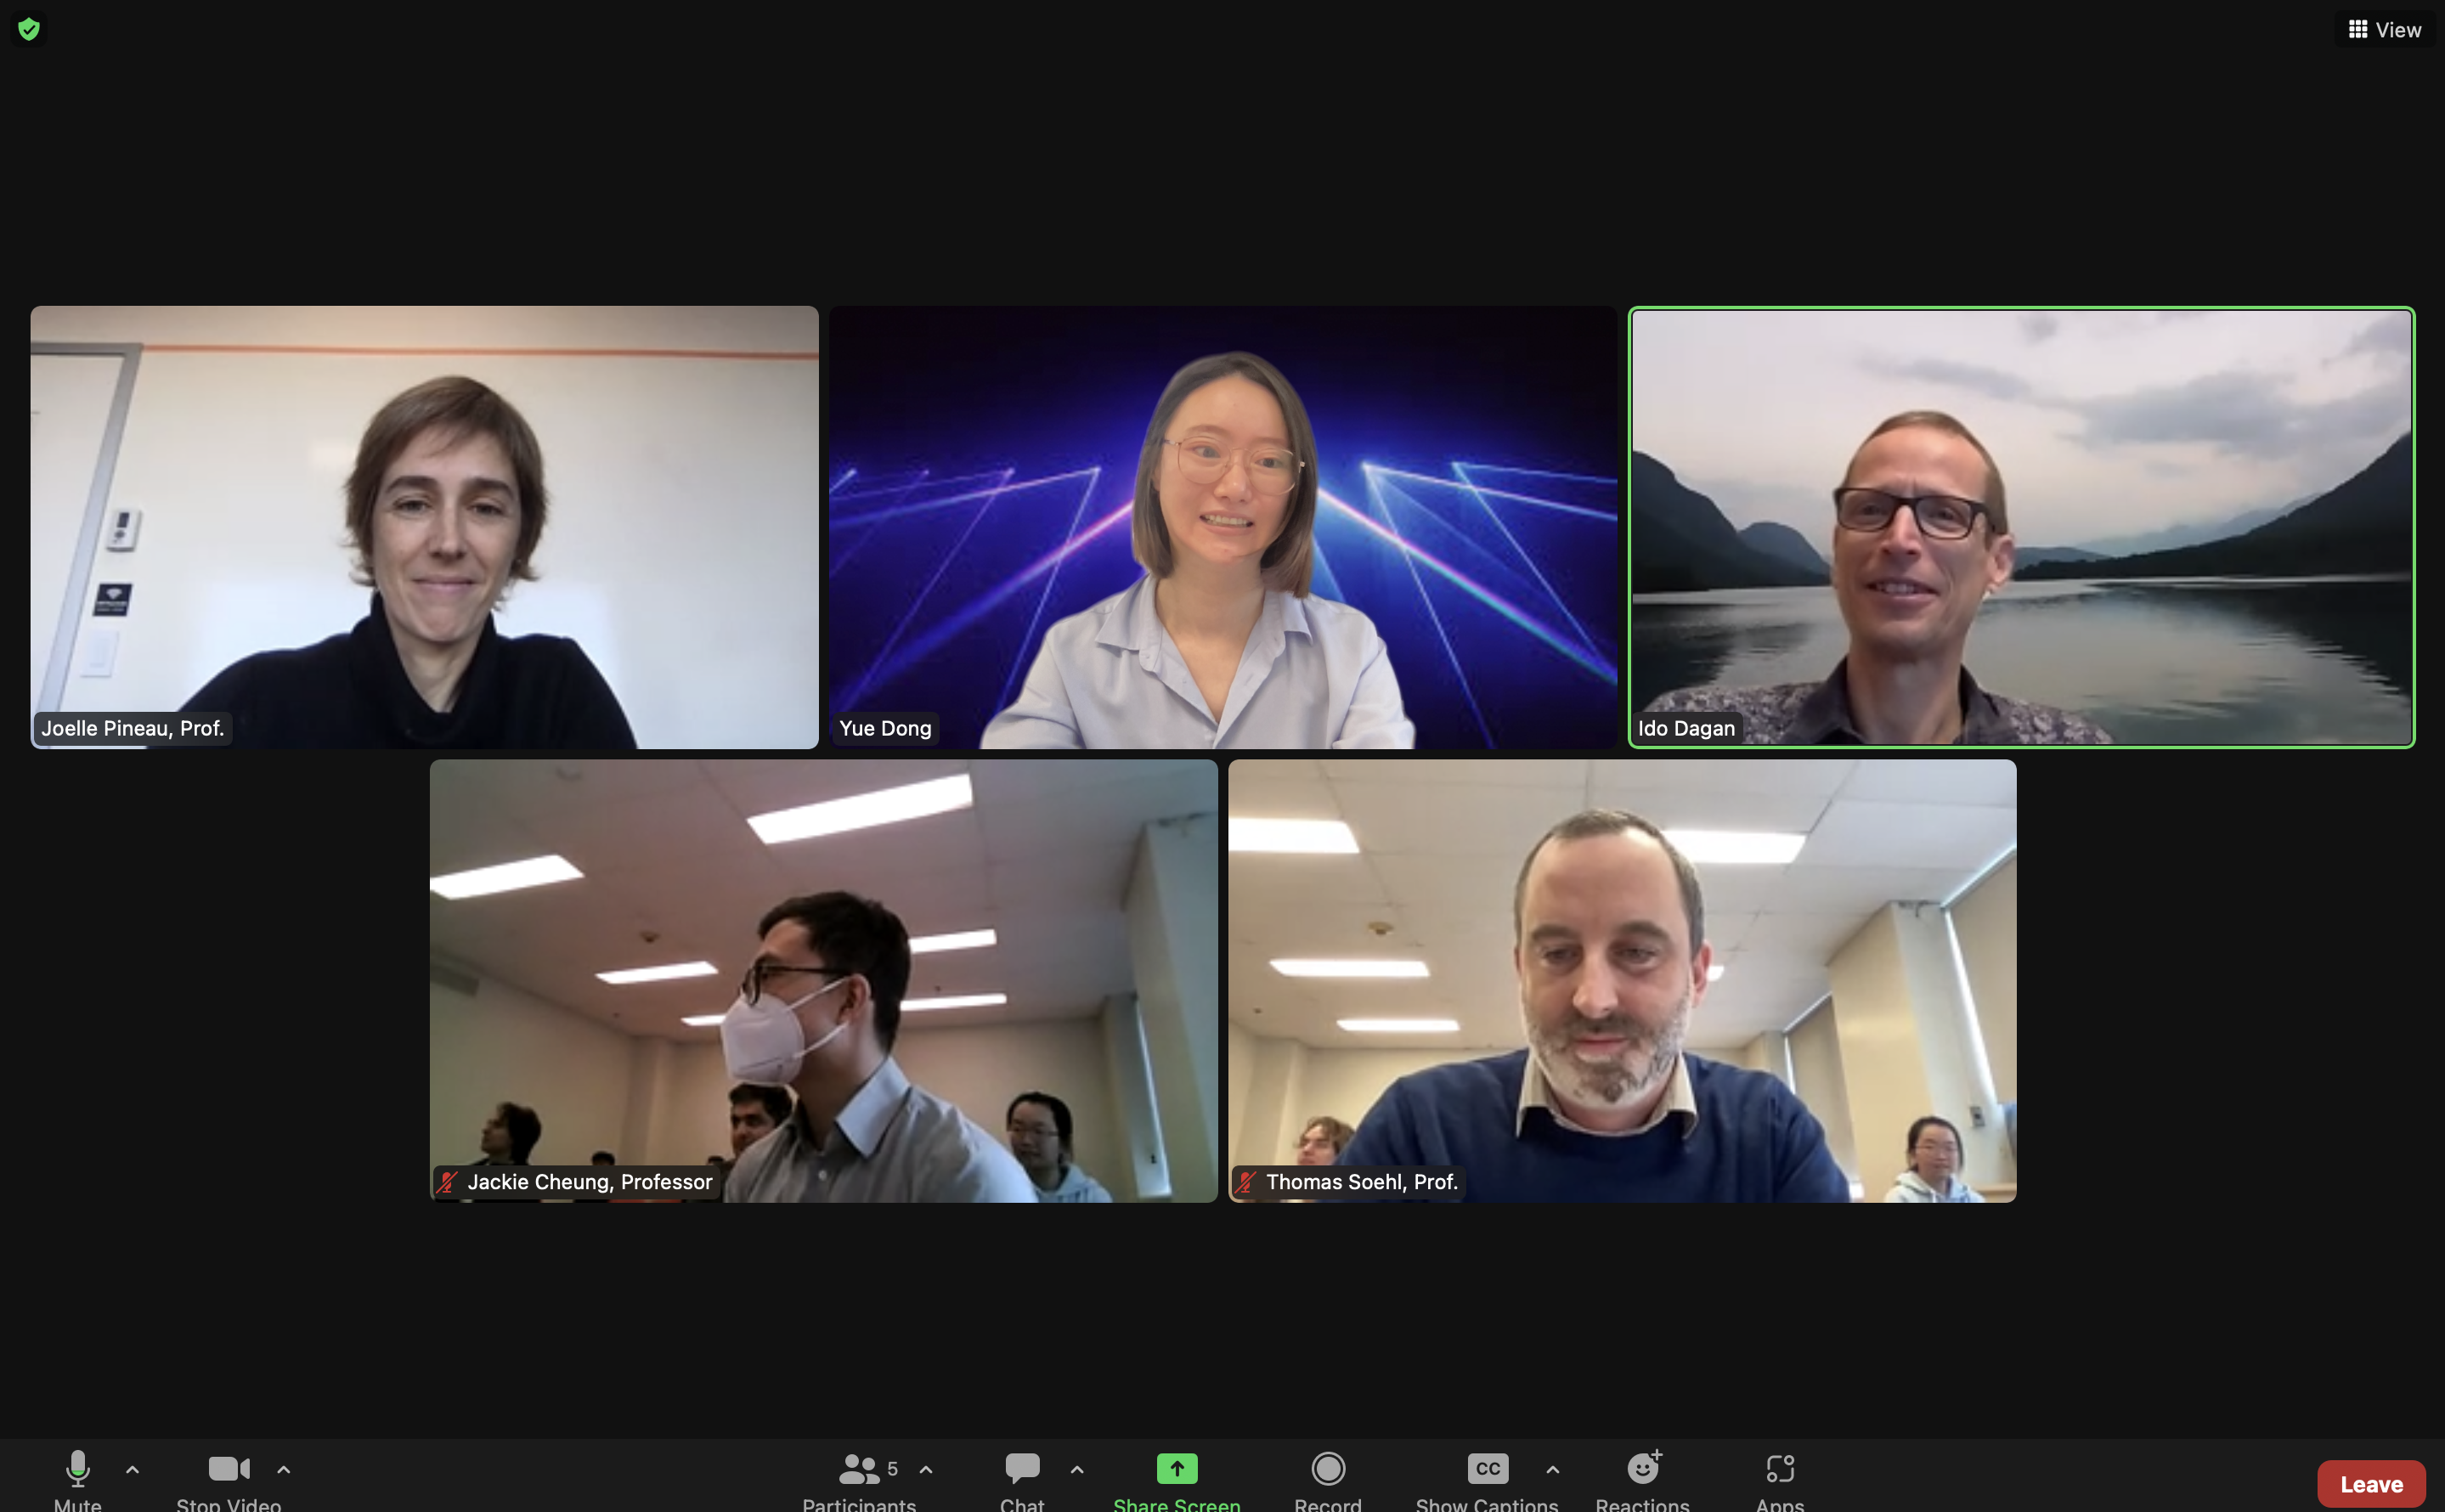 View
Joelle Pineau, Prof.
Yue Dong
Ido Dagan
Jackie Cheung, Professor
Thomas Soehl, Prof.
5
CC
Mute
Stop Video
Participants
Chat
Share Screen
Record
Show Captions
Reactions
Apps
Leave